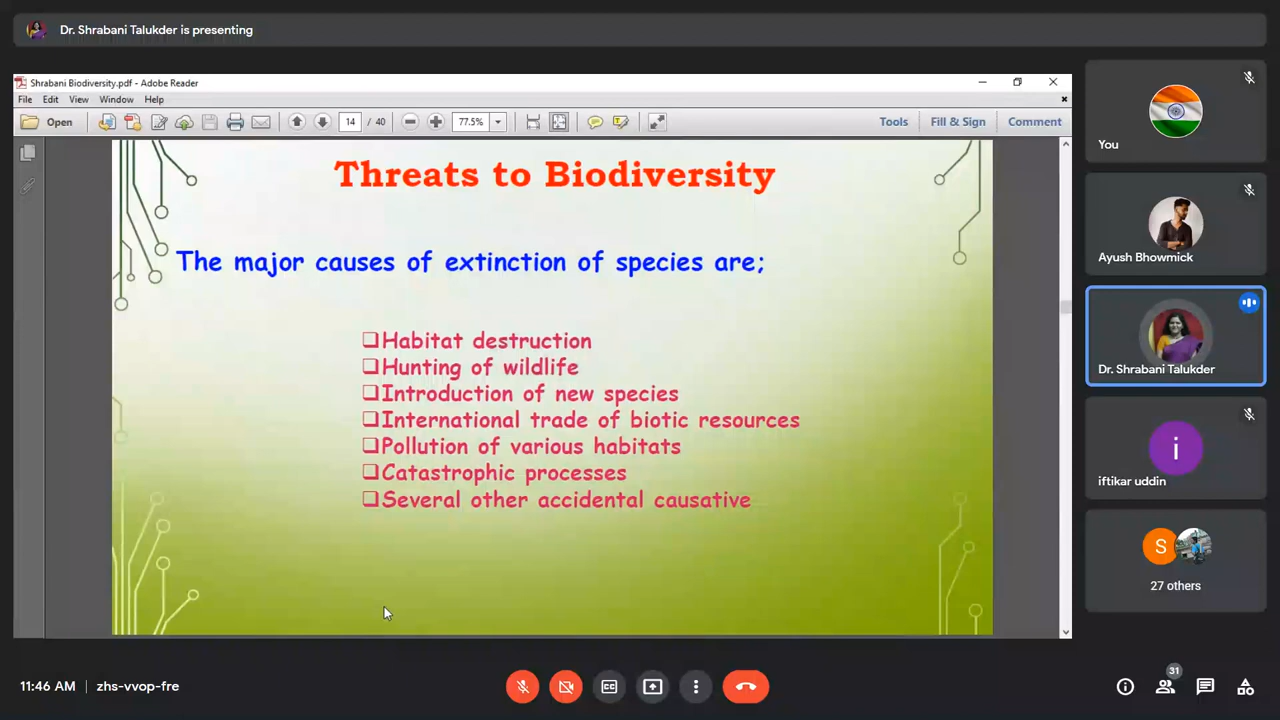 Dr. Shrabani Talukder is presenting
Shrabani Biodiversity.pdf - Adobe Reader
File Edit View Window Help
Open 14 / 40 77.5% Tools Fill & Sign Comment
Threats to Biodiversity
The major causes of extinction of species are;
❑Habitat destruction
❑Hunting of wildlife
❑Introduction of new species
❑International trade of biotic resources
❑Pollution of various habitats
❑Catastrophic processes
❑Several other accidental causative
You
Ayush Bhowmick
Dr. Shrabani Talukder
i
iftikar uddin
S
27 others
11:46 AM | zhs-vvop-fre
CC
31